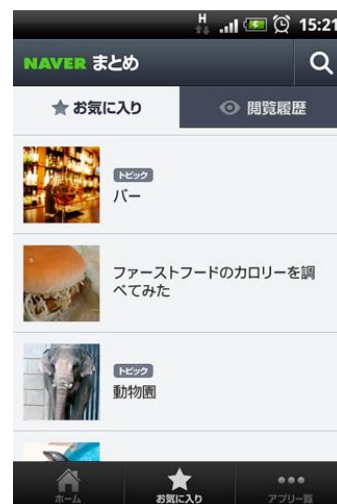 H
15:21
NAVER まとめ
お気に入り
閲覧履歴
トピック
バー
ファーストフードのカロリーを調
べてみた
トピック
動物園
ホーム
お気に入り
アプリ一覧